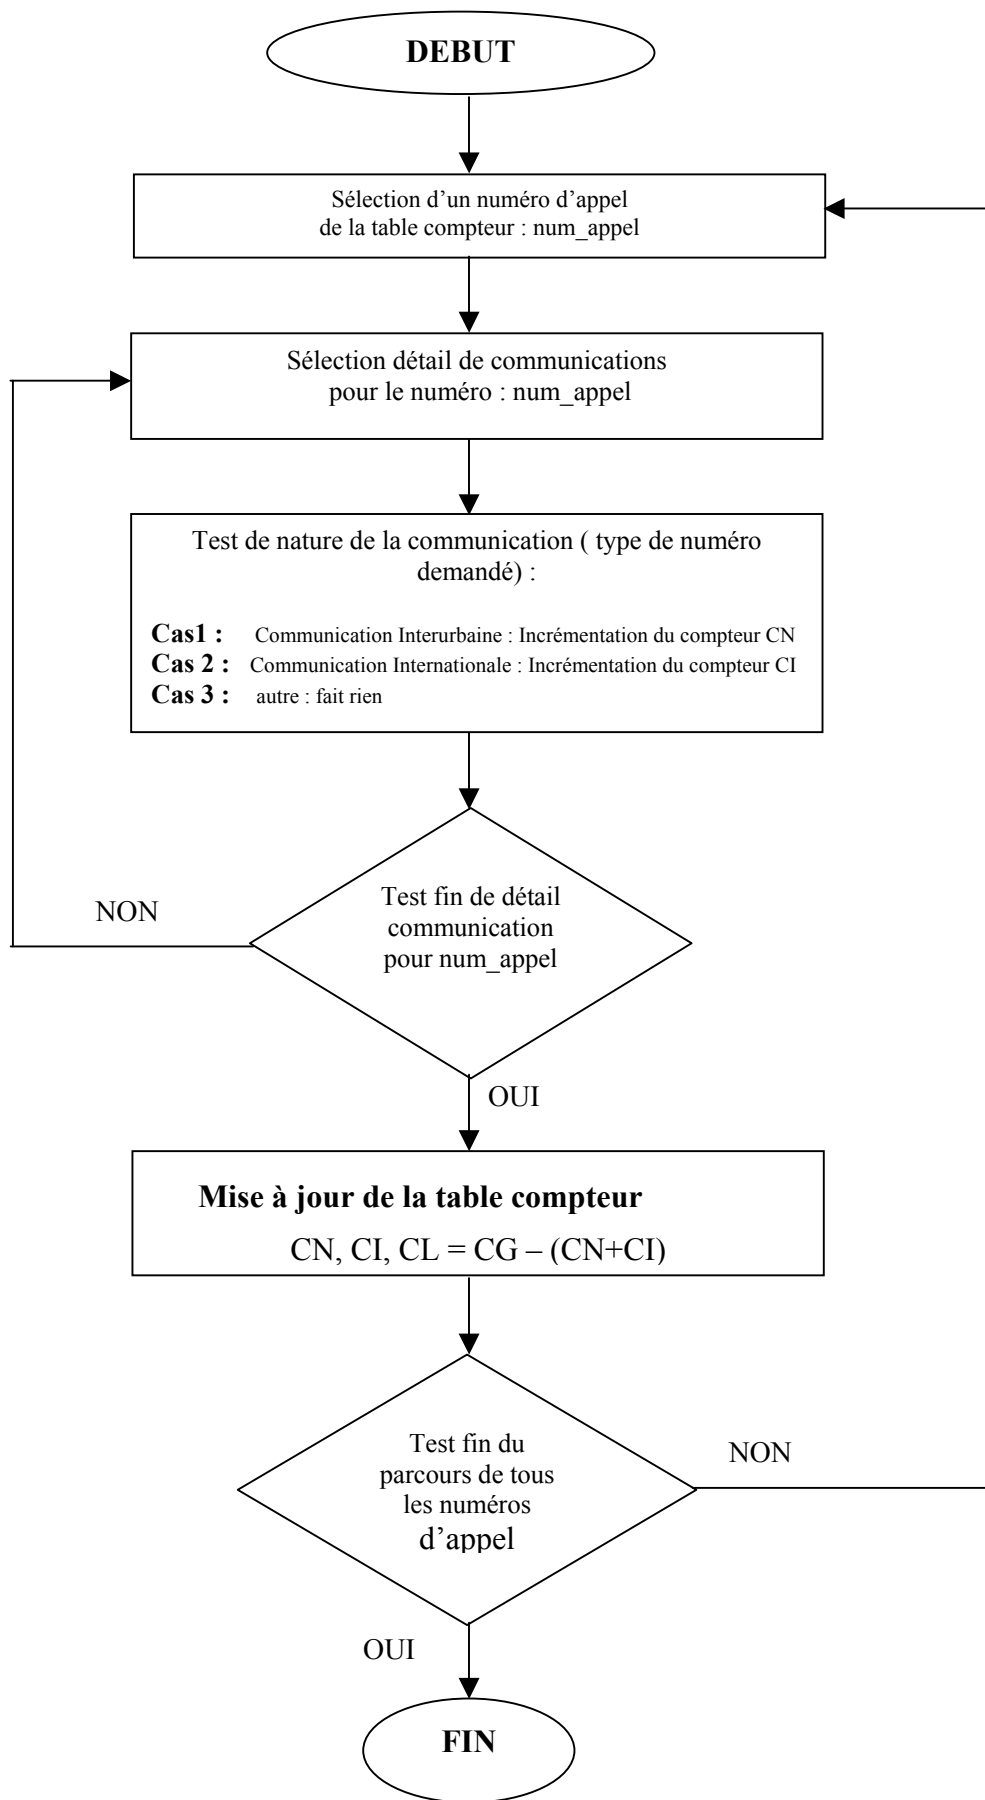 DEBUT
Sélection d’un numéro d’appel
de la table compteur : num_appel
Sélection détail de communications
pour le numéro : num_appel
Test de nature de la communication ( type de numéro
demandé) :
Cas1 : Communication Interurbaine : Incrémentation du compteur CN
Cas 2 : Communication Internationale : Incrémentation du compteur CI
Cas 3 : autre : fait rien
Test fin de détail
communication
pour num_appel
NON
OUI
Mise à jour de la table compteur
CN, CI, CL = CG – (CN+CI)
Test fin du
parcours de tous
les numéros
d’appel
NON
OUI
FIN